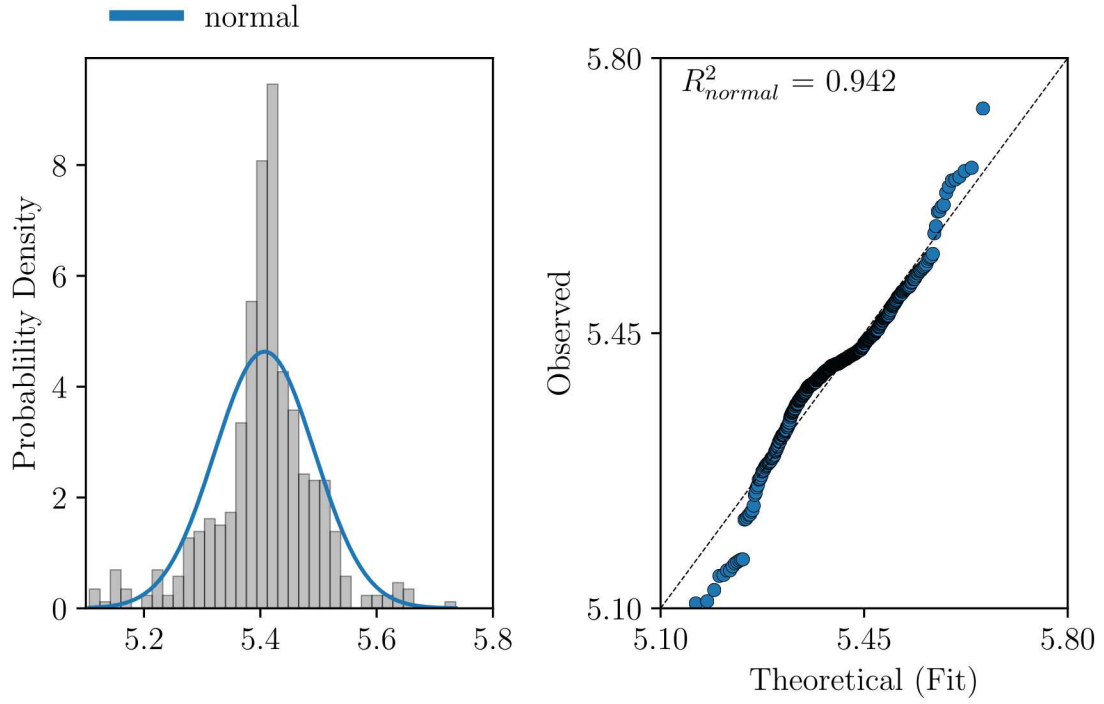 normal
Probablility Density
8
6
4
2
0
5.2 5.4 5.6 5.8
R²normal = 0.942
Observed
5.80
5.45
5.10
5.10 5.45 5.80
Theoretical (Fit)